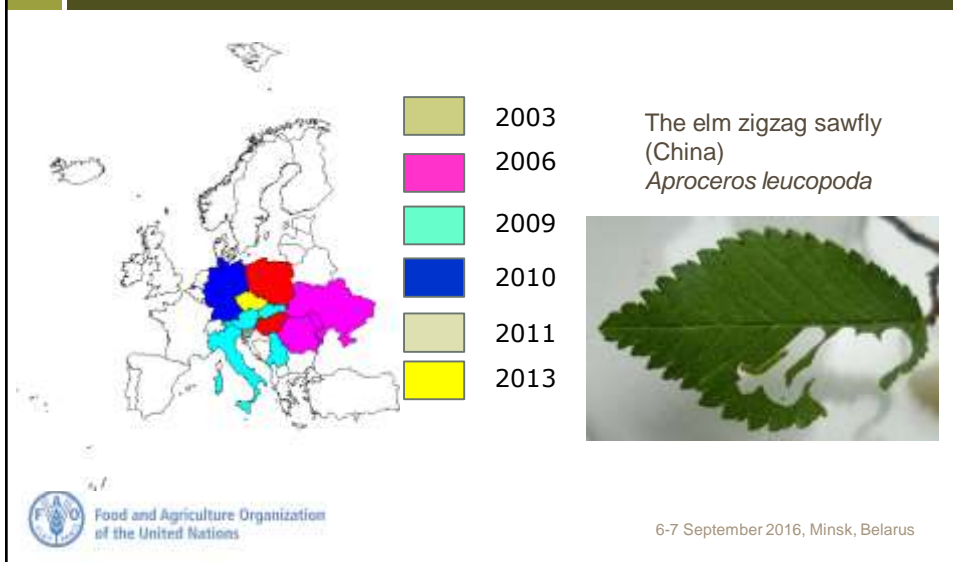 2003
2006
2009
2010
2011
2013
The elm zigzag sawfly
(China)
Aproceros leucopoda
Food and Agriculture Organization
of the United Nations
6-7 September 2016, Minsk, Belarus